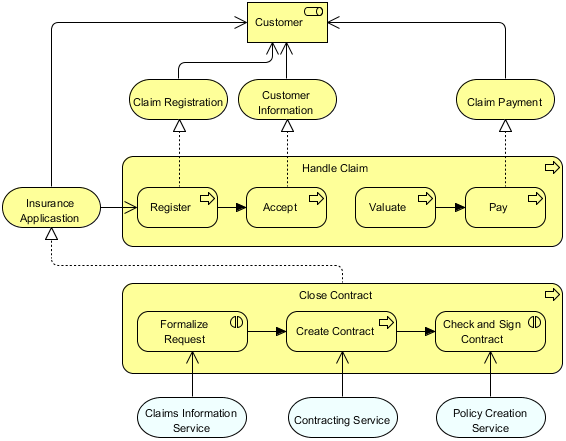 Customer
Claim Registration
Customer
Information
Claim Payment
Handle Claim
Insurance
Applicastion
Register
Accept
Valuate
Pay
Close Contract
Formalize
Request
Create Contract
Check and Sign
Contract
Claims Information
Service
Contracting Service
Policy Creation
Service